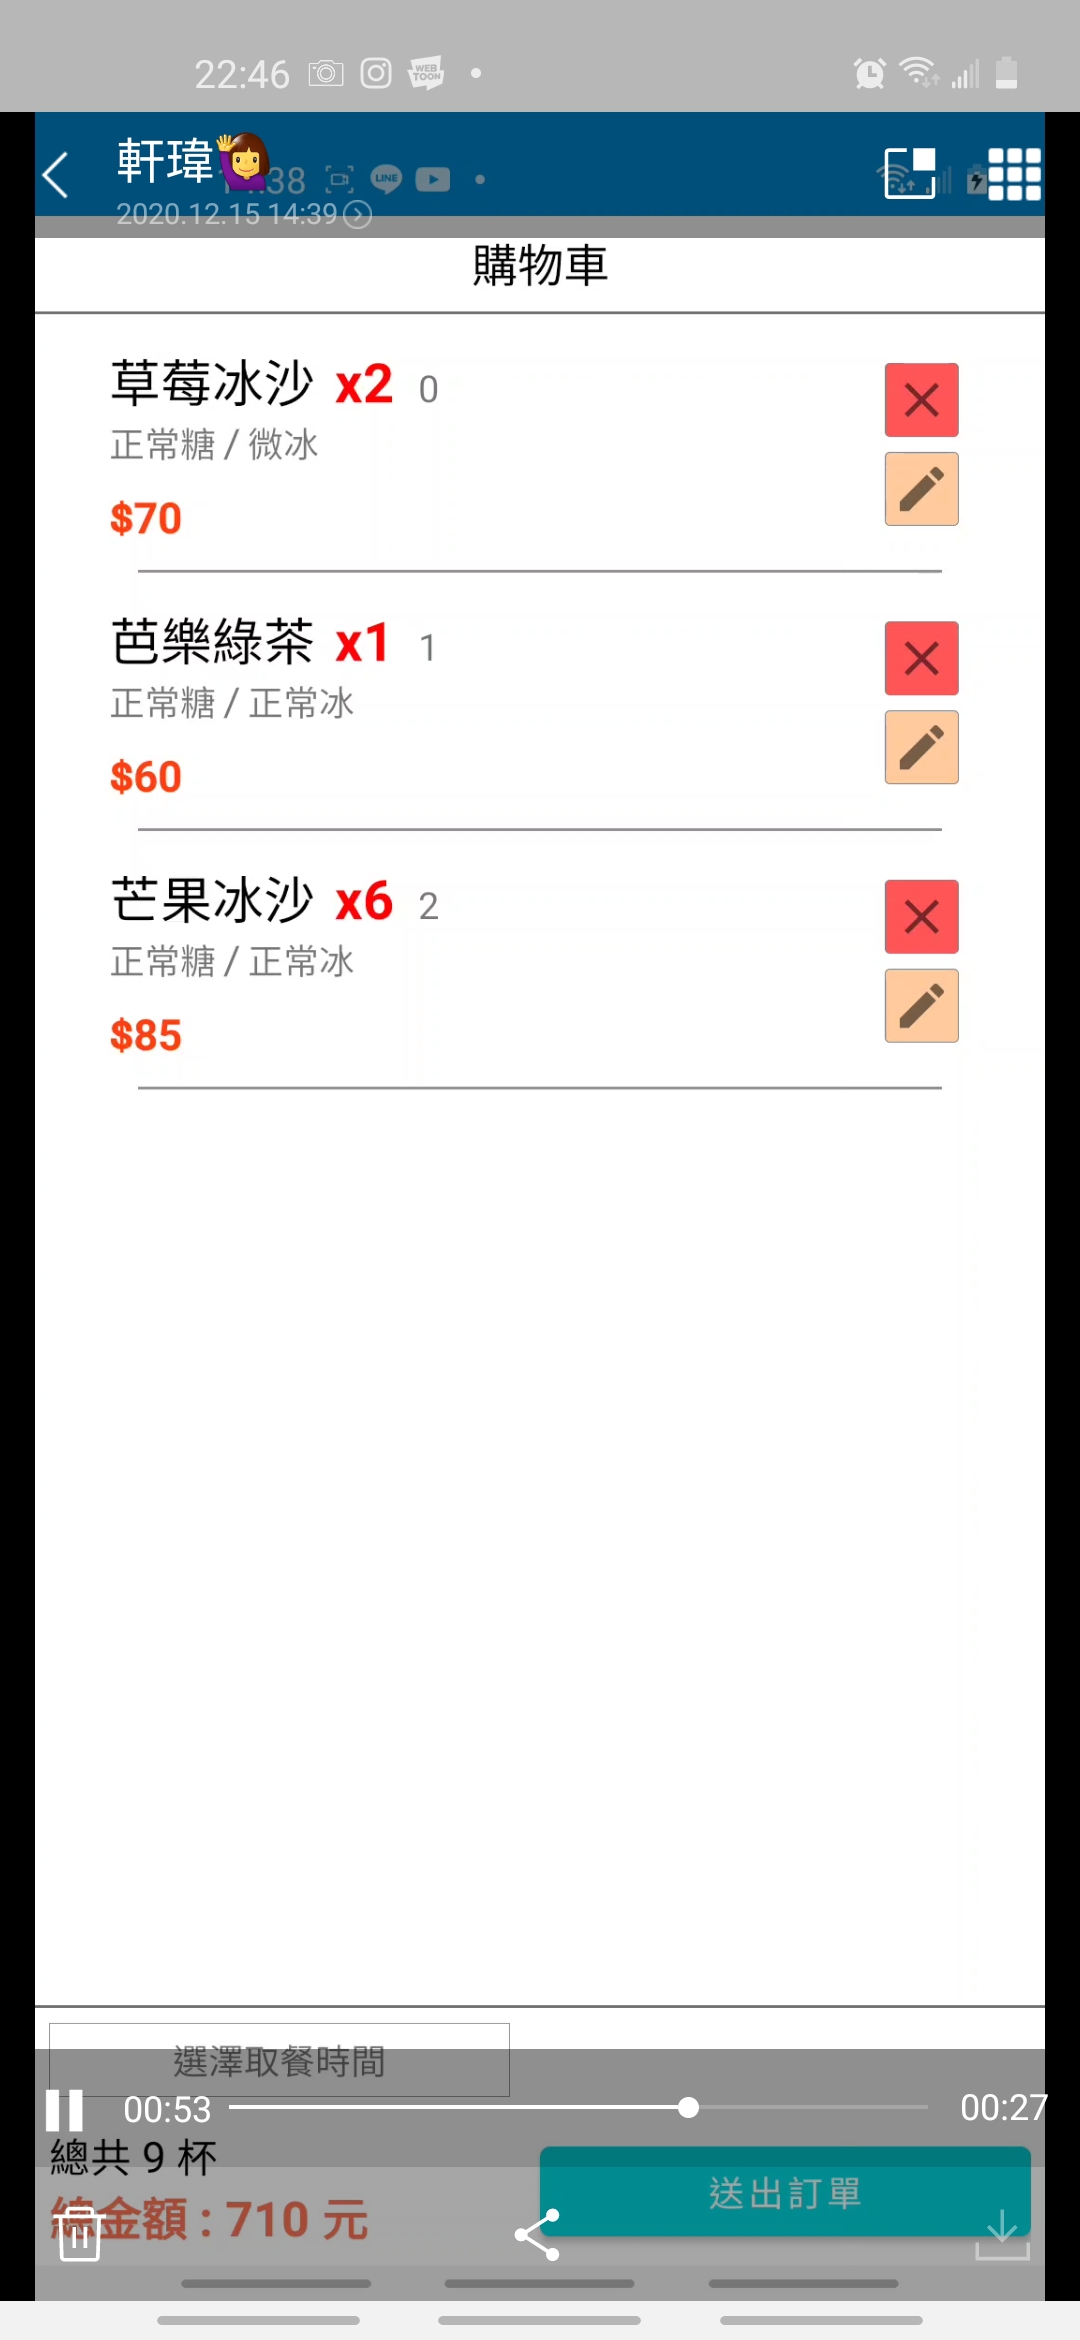 22:46
軒瑋
38
2020.12.15 14:39
購物車
草莓冰沙 x2 0
正常糖 / 微冰
$70
芭樂綠茶 x1 1
正常糖 / 正常冰
$60
芒果冰沙 x6 2
正常糖 / 正常冰
$85
選澤取餐時間
00:53
00:27
總共 9 杯
送出訂單
總金額 : 710 元